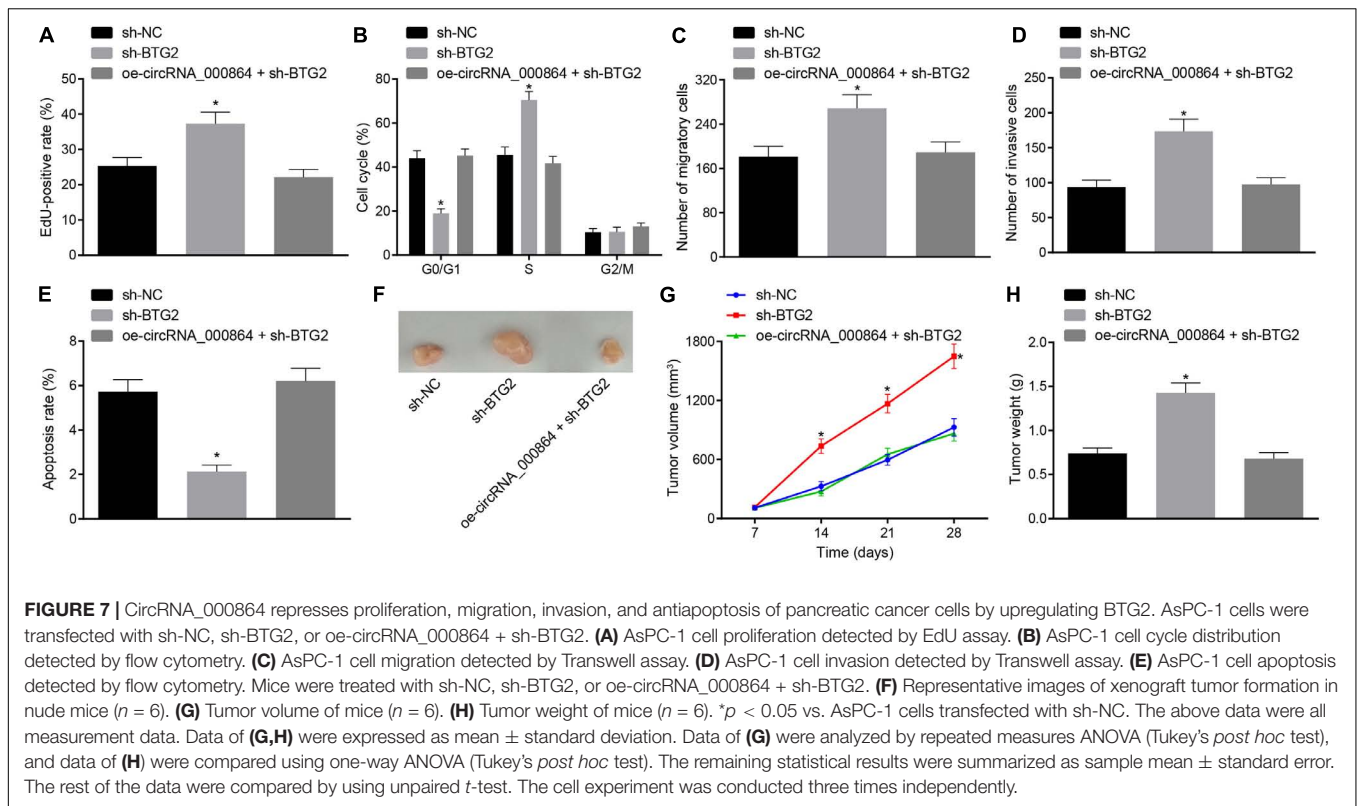 A
sh-NC
sh-BTG2
oe-circRNA_000864 + sh-BTG2
EdU-positive rate (%)
50
40
30
20
10
0
*
B
sh-NC
sh-BTG2
oe-circRNA_000864 + sh-BTG2
Cell cycle (%)
80
60
40
20
0
*
*
G0/G1
S
G2/M
C
sh-NC
sh-BTG2
oe-circRNA_000864 + sh-BTG2
Number of migratory cells
360
270
180
90
0
*
D
sh-NC
sh-BTG2
oe-circRNA_000864 + sh-BTG2
Number of invasive cells
250
200
150
100
50
0
*
E
sh-NC
sh-BTG2
oe-circRNA_000864 + sh-BTG2
Apoptosis rate (%)
8
6
4
2
0
*
F
sh-NC
sh-BTG2
oe-circRNA_000864 + sh-BTG2
G
sh-NC
sh-BTG2
oe-circRNA_000864 + sh-BTG2
Tumor volume (mm³)
1800
1200
600
0
*
*
*
7
14
21
28
Time (days)
H
sh-NC
sh-BTG2
oe-circRNA_000864 + sh-BTG2
Tumor weight (g)
2.0
1.5
1.0
0.5
0.0
*
FIGURE 7 | CircRNA_000864 represses proliferation, migration, invasion, and antiapoptosis of pancreatic cancer cells by upregulating BTG2. AsPC-1 cells were
transfected with sh-NC, sh-BTG2, or oe-circRNA_000864 + sh-BTG2. (A) AsPC-1 cell proliferation detected by EdU assay. (B) AsPC-1 cell cycle distribution
detected by flow cytometry. (C) AsPC-1 cell migration detected by Transwell assay. (D) AsPC-1 cell invasion detected by Transwell assay. (E) AsPC-1 cell apoptosis
detected by flow cytometry. Mice were treated with sh-NC, sh-BTG2, or oe-circRNA_000864 + sh-BTG2. (F) Representative images of xenograft tumor formation in
nude mice (n = 6). (G) Tumor volume of mice (n = 6). (H) Tumor weight of mice (n = 6). *p < 0.05 vs. AsPC-1 cells transfected with sh-NC. The above data were all
measurement data. Data of (G,H) were expressed as mean ± standard deviation. Data of (G) were analyzed by repeated measures ANOVA (Tukey's post hoc test),
and data of (H) were compared using one-way ANOVA (Tukey's post hoc test). The remaining statistical results were summarized as sample mean ± standard error.
The rest of the data were compared by using unpaired t-test. The cell experiment was conducted three times independently.